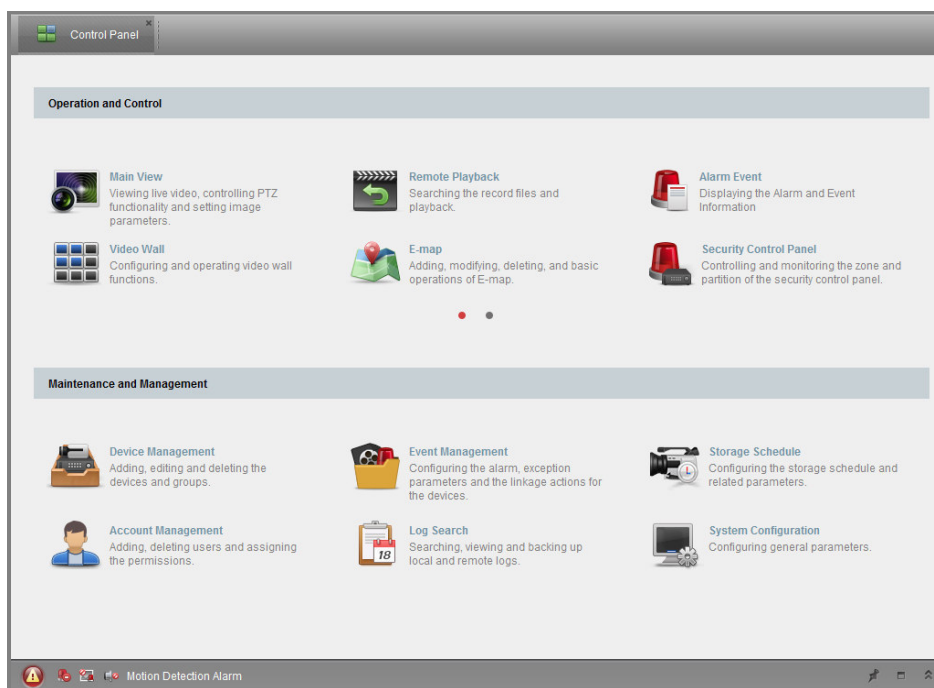 Control Panel
Operation and Control
Main View
Viewing live video, controlling PTZ
functionality and setting image
parameters.
Remote Playback
Searching the record files and
playback.
Alarm Event
Displaying the Alarm and Event
Information
Video Wall
Configuring and operating video wall
functions.
E-map
Adding, modifying, deleting, and basic
operations of E-map.
Security Control Panel
Controlling and monitoring the zone and
partition of the security control panel.
Maintenance and Management
Device Management
Adding, editing and deleting the
devices and groups.
Event Management
Configuring the alarm, exception
parameters and the linkage actions for
the devices.
Storage Schedule
Configuring the storage schedule and
related parameters.
Account Management
Adding, deleting users and assigning
the permissions.
Log Search
Searching, viewing and backing up
local and remote logs.
18
System Configuration
Configuring general parameters.
Motion Detection Alarm